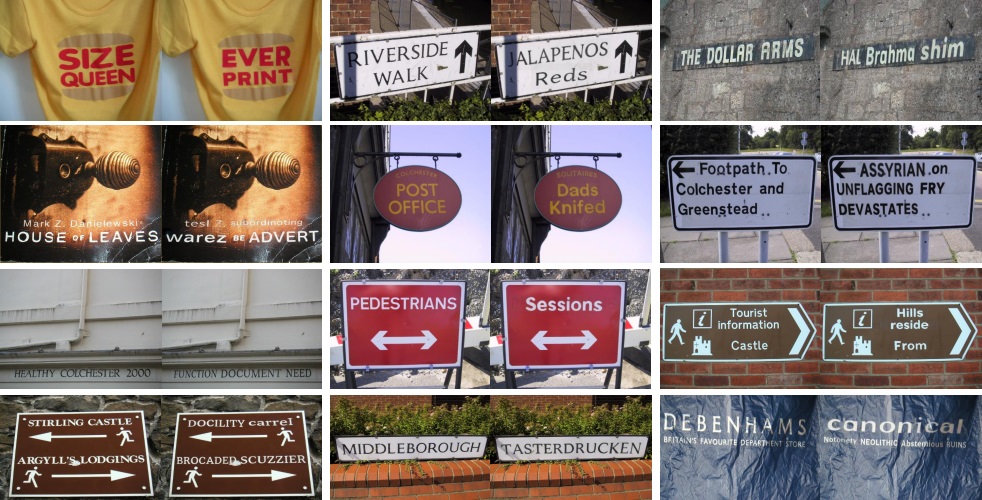 SIZE
QUEEN
EVER
PRINT
RIVERSIDE
WALK
JALAPENOS
Reds
THE DOLLAR ARMS
HAL Brahma shim
Mark Z. Danielewski
HOUSE OF LEAVES
tesl Z. subordinating
warez BE ADVERT
COLCHESTER
POST
OFFICE
SOLITAIRES
Dads
Knifed
Footpath To
Colchester and
Greenstead
ASSYRIAN on
UNFLAGGING FRY
DEVASTATES
HEALTHY COLCHESTER 2000
FUNCTION DOCUMENT NEED
PEDESTRIANS
Sessions
i
Tourist
information
Castle
i
Hills
reside
From
STIRLING CASTLE
ARGYLL'S LODGINGS
DOCILITY carrel
BROCADED SCUZZIER
MIDDLEBOROUGH
TASTERDRUCKEN
DEBENHAMS
BRITAIN'S FAVOURITE DEPARTMENT STORE
canonical
Notoriety NEOLITHIC Abstemious RUINS